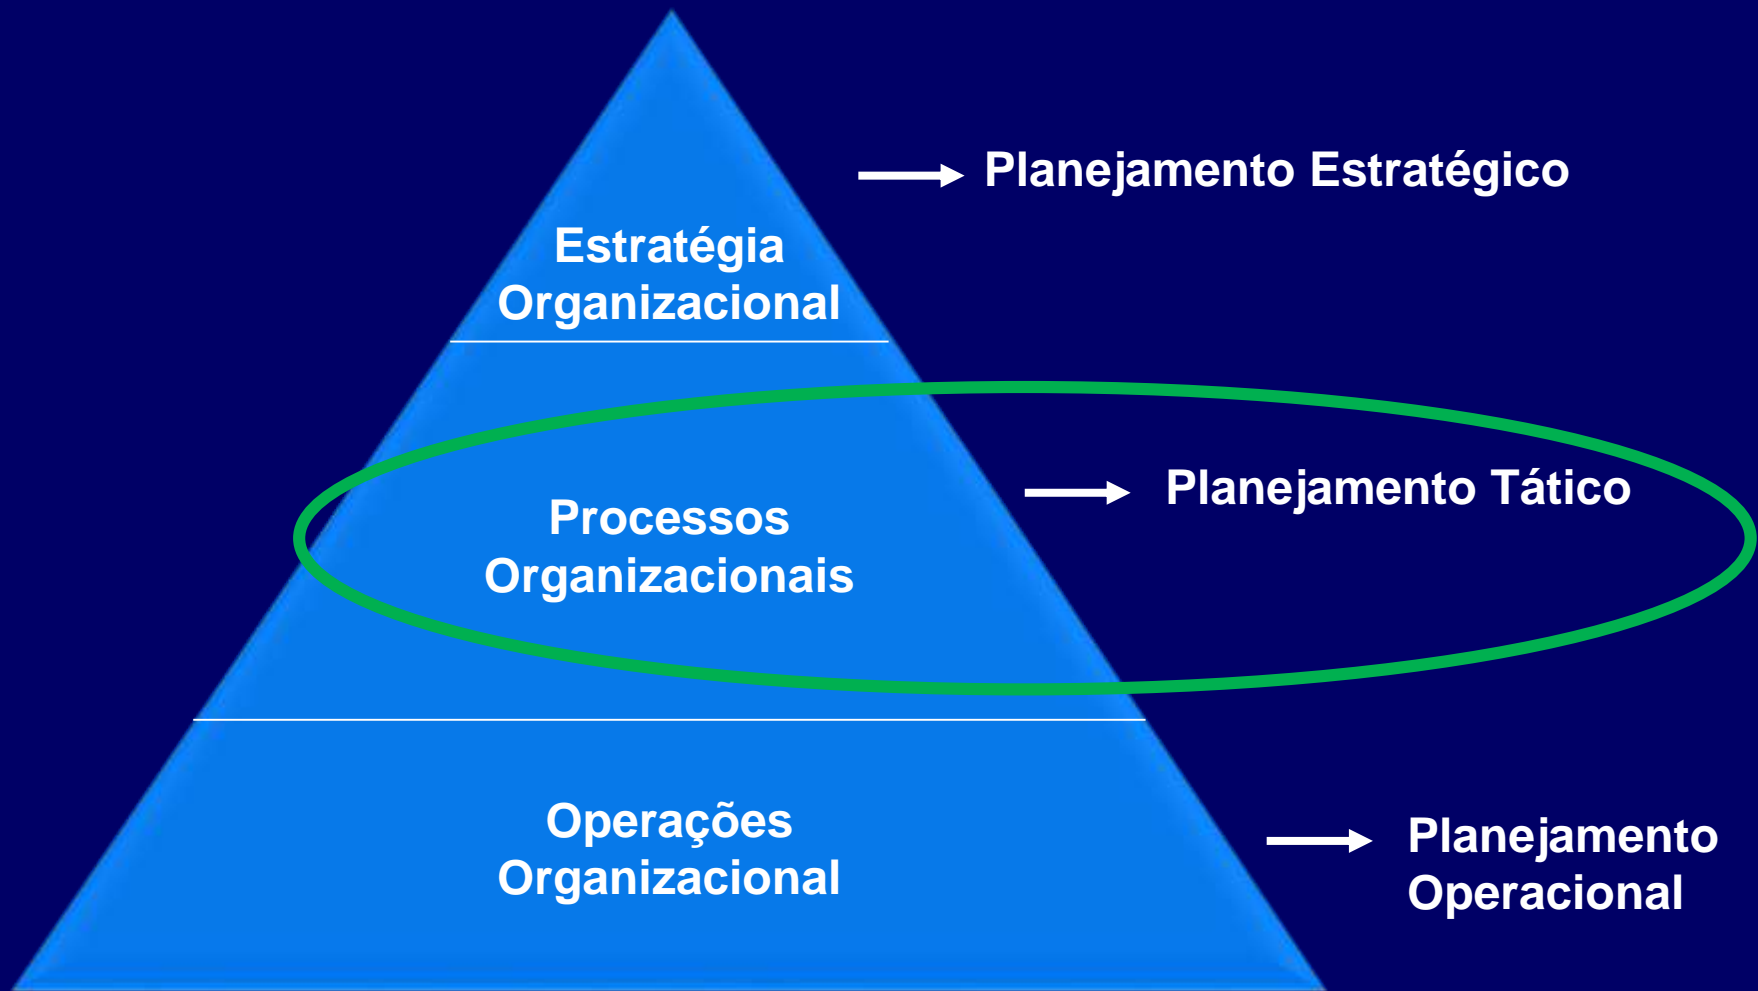 Planejamento Estratégico
Estratégia
Organizacional
Planejamento Tático
Processos
Organizacionais
Operações
Organizacional
Planejamento
Operacional